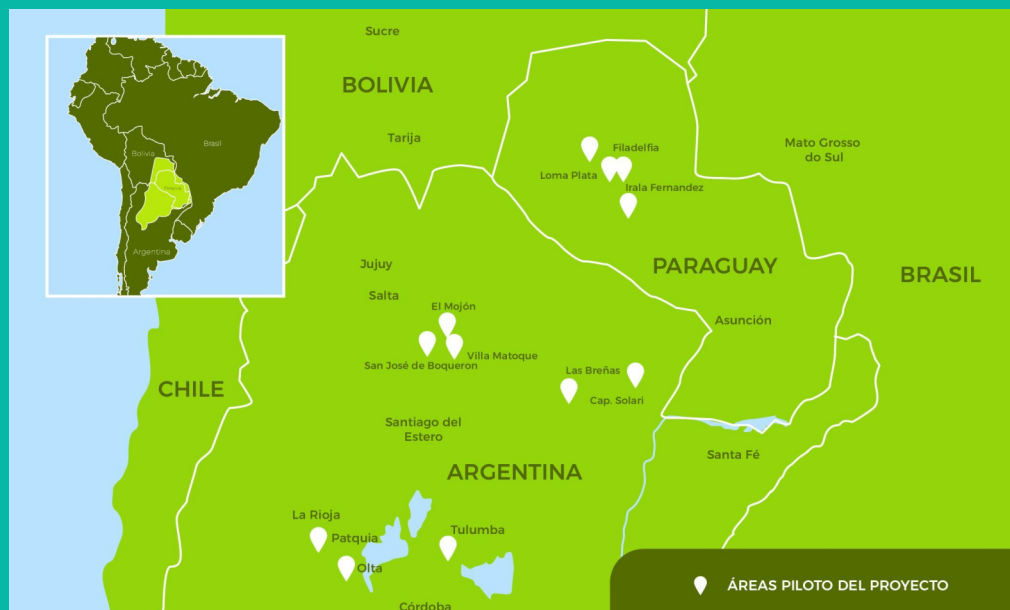 Sucre
BOLIVIA
Tarija
Bolivia
Brasil
Argentina
Mato Grosso
do Sul
Filadelfia
Loma Plata
Irala Fernandez
PARAGUAY
BRASIL
Jujuy
Salta
Asunción
El Mojón
Villa Matoque
San José de Boqueron
Las Breñas
CHILE
Cap. Solari
Santiago del
Estero
Santa Fé
ARGENTINA
La Rioja
Patquia
Tulumba
Olta
Córdoba
ÁREAS PILOTO DEL PROYECTO